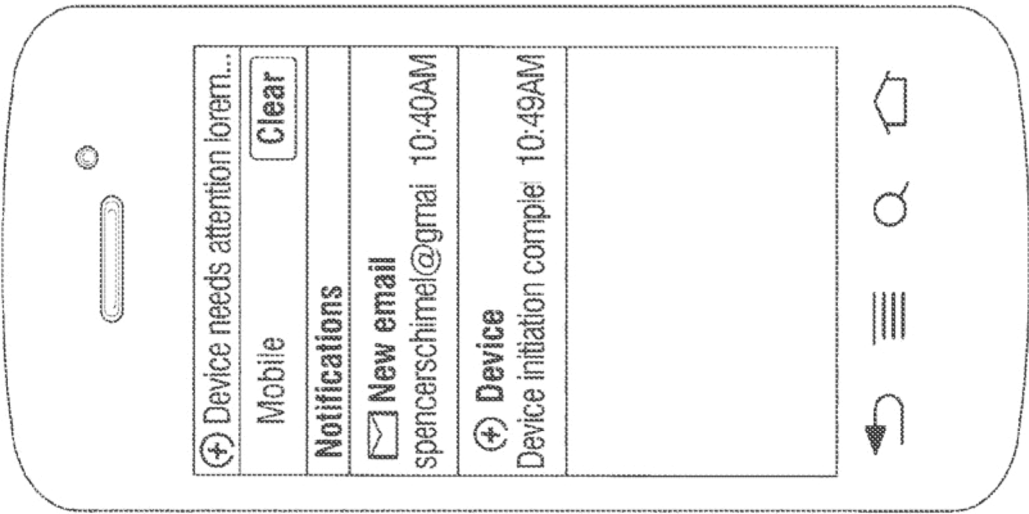 Device needs attention lorem...
Mobile Clear
Notifications
New email
spencerschimel@gmai 10:40AM
Device
Device initiation comple 10:49AM